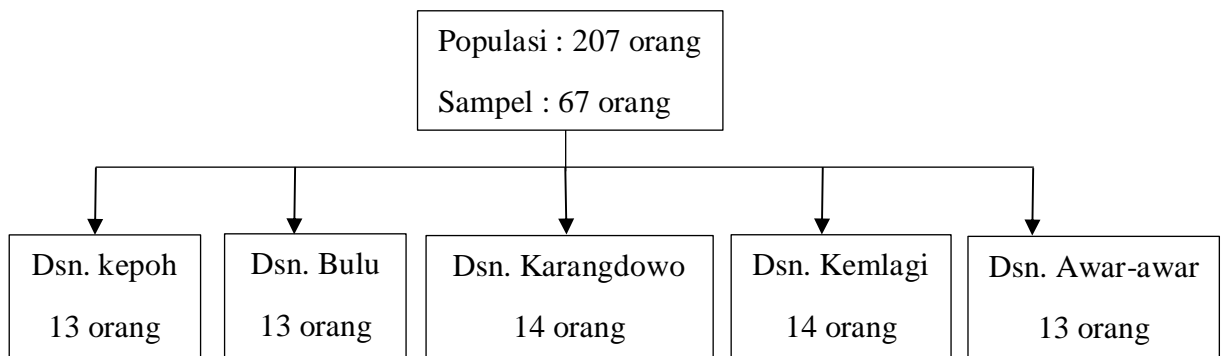 Populasi : 207 orang
Sampel : 67 orang
Dsn. kepoh
13 orang
Dsn. Bulu
13 orang
Dsn. Karangdowo
14 orang
Dsn. Kemlagi
14 orang
Dsn. Awar-awar
13 orang